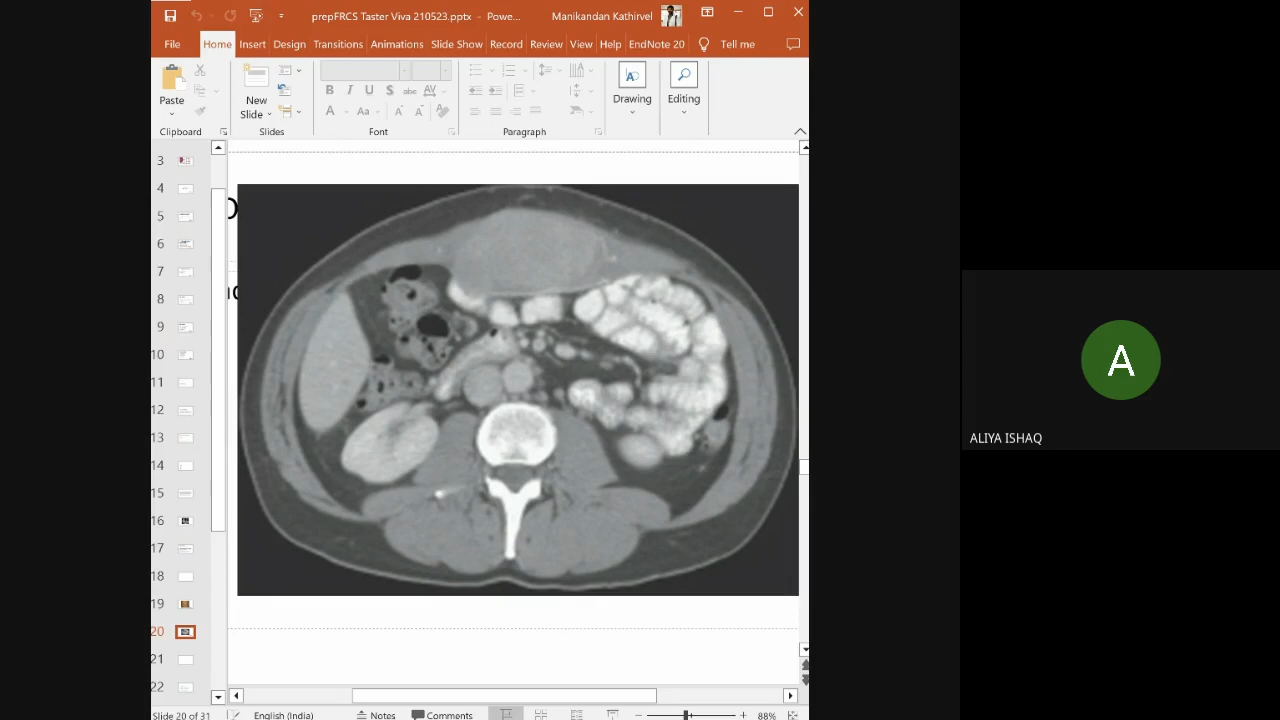 prepFRCS Taster Viva 210523.pptx - Powe...
Manikandan Kathirvel
File Home Insert Design Transitions Animations Slide Show Record Review View Help EndNote 20 Tell me
Paste
New
Slide
B I U S abc AV
A Aa A A
Drawing
Editing
Clipboard
Slides
Font
Paragraph
3
4
5
6
7
8
9
10
11
12
13
14
15
16
17
18
19
20
21
22
A
ALIYA ISHAQ
Slide 20 of 31 English (India) Notes Comments 88%